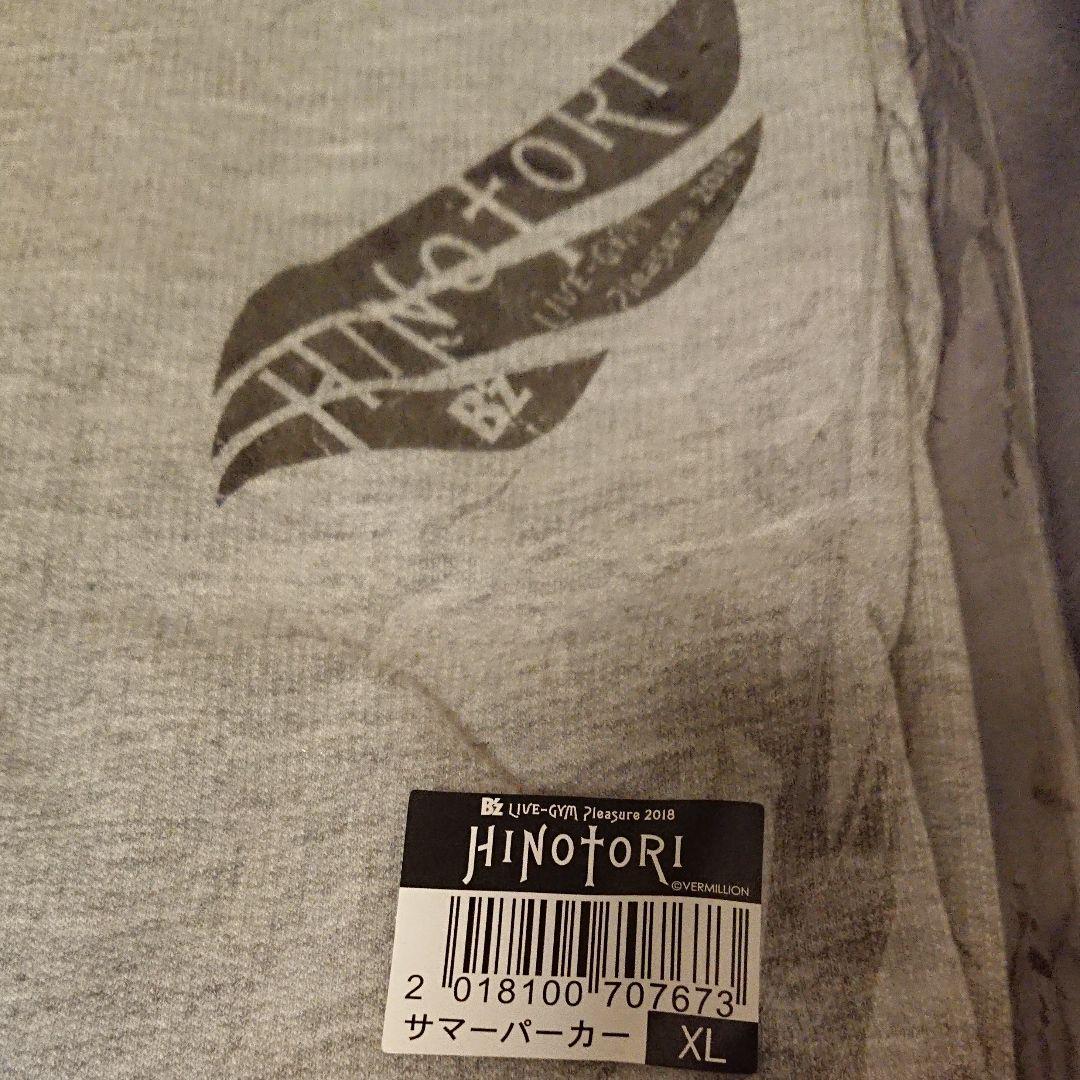 HINOTORI
LIVE-GYM
Pleasure 2018
B'z
B'z LIVE-GYM Pleasure 2018
HINOTORI
©VERMILLION
2 018100 707673
サマーパーカー XL